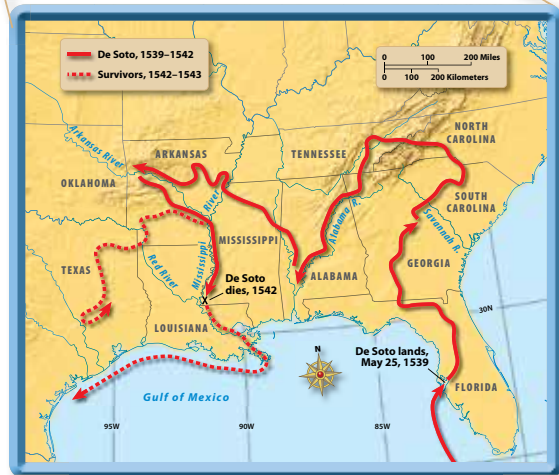 De Soto, 1539–1542
Survivors, 1542–1543
0 100 200 Miles
0 100 200 Kilometers
NORTH
CAROLINA
Arkansas River
ARKANSAS
TENNESSEE
OKLAHOMA
SOUTH
CAROLINA
River
Mississippi
Alabama R.
Savannah R.
MISSISSIPPI
GEORGIA
TEXAS
Red River
ALABAMA
De Soto
dies, 1542
X
30N
LOUISIANA
N
De Soto lands,
May 25, 1539
FLORIDA
Gulf of Mexico
95W
90W
85W